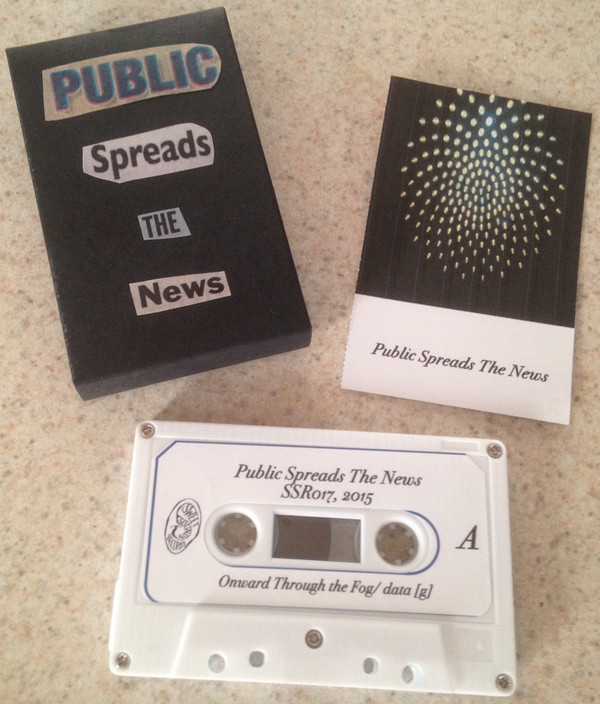 PUBLIC
Spreads
THE
News
Public Spreads The News
Public Spreads The News
SSR017, 2015
A
Onward Through the Fog/ data [g]